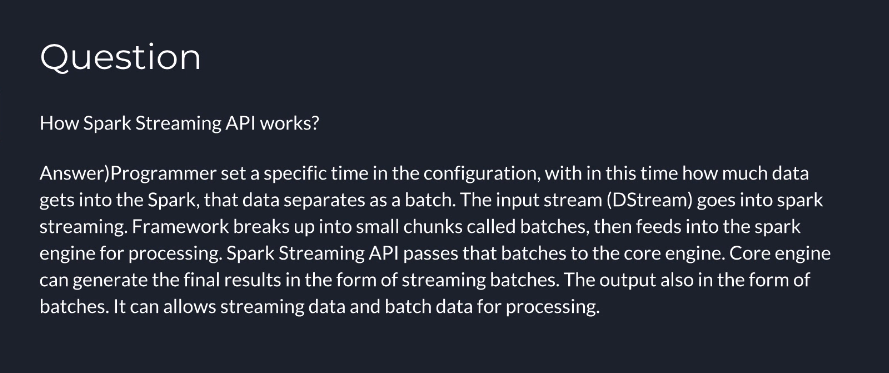 Question
How Spark Streaming API works?
Answer)Programmer set a specific time in the configuration, with in this time how much data
gets into the Spark, that data separates as a batch. The input stream (DStream) goes into spark
streaming. Framework breaks up into small chunks called batches, then feeds into the spark
engine for processing. Spark Streaming API passes that batches to the core engine. Core engine
can generate the final results in the form of streaming batches. The output also in the form of
batches. It can allows streaming data and batch data for processing.